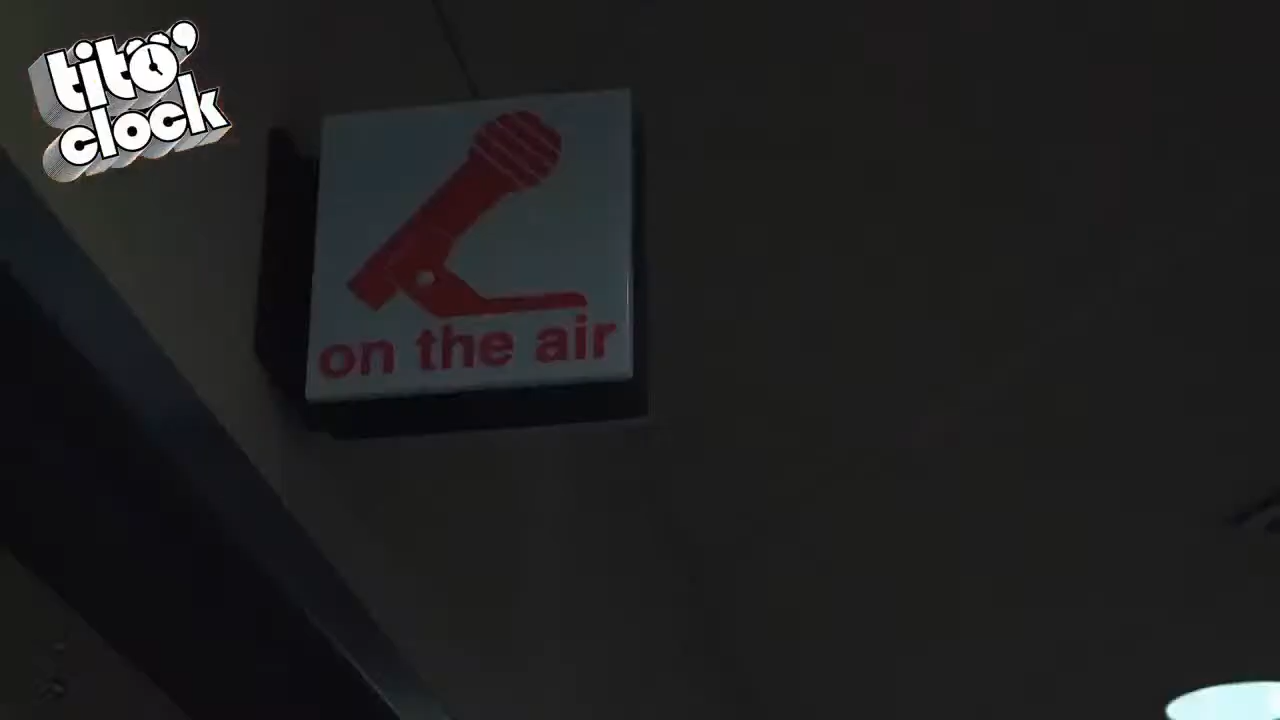 tito'
clock
on the air